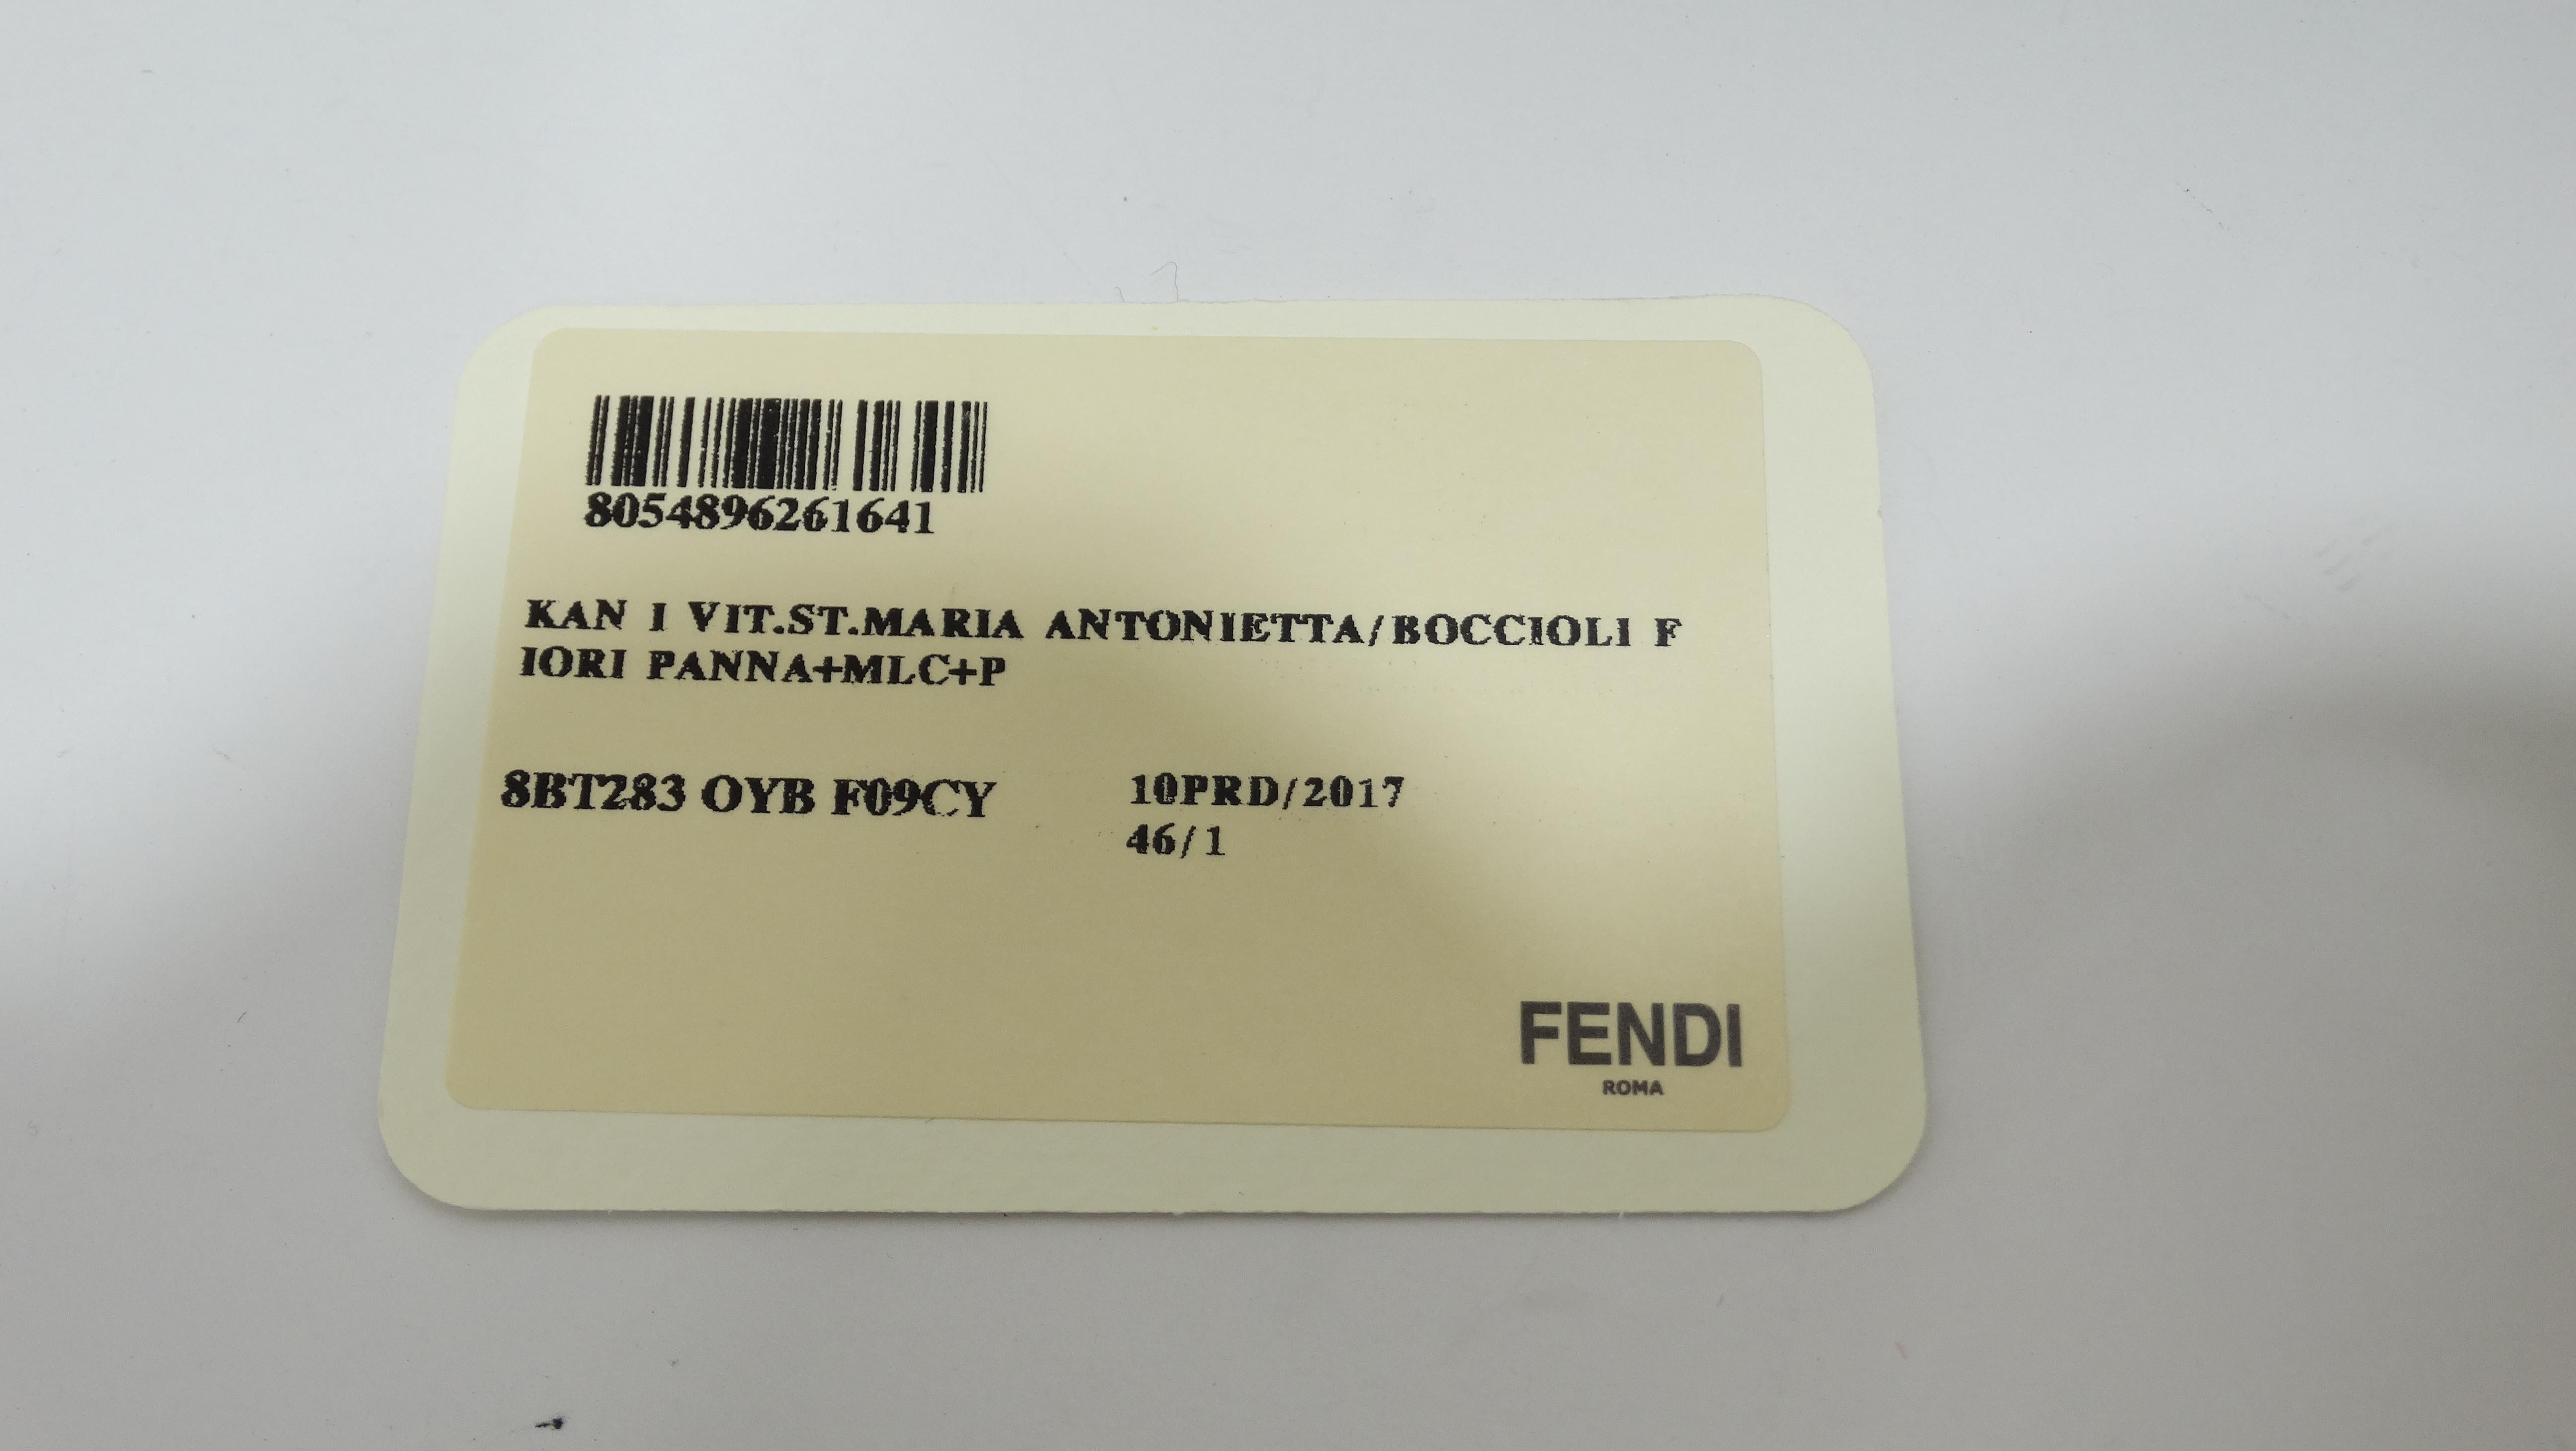 8054896261641
KAN I VIT.ST.MARIA ANTONIETTA/BOCCIOLI F
IORI PANNA+MLC+P
8BT283 OYB F09CY
10PRD/2017
46/1
FENDI
ROMA